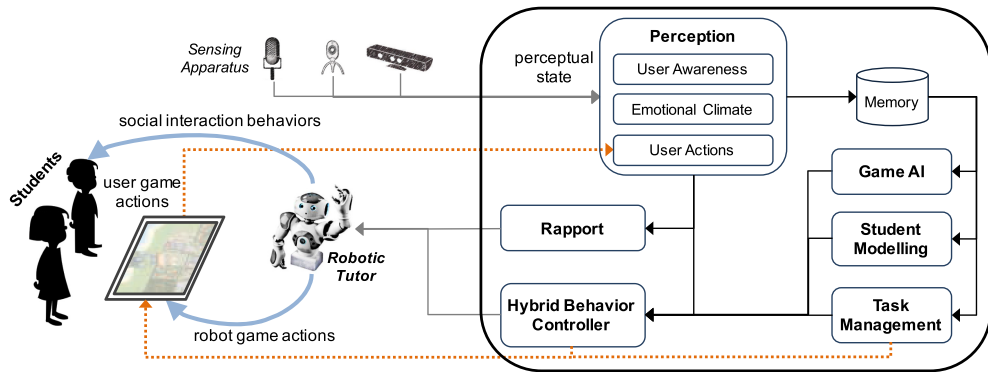 Sensing
Apparatus
perceptual
state
Perception
User Awareness
Emotional Climate
User Actions
Memory
social interaction behaviors
Students
user game
actions
Robotic
Tutor
robot game actions
Rapport
Hybrid Behavior
Controller
Game AI
Student
Modelling
Task
Management